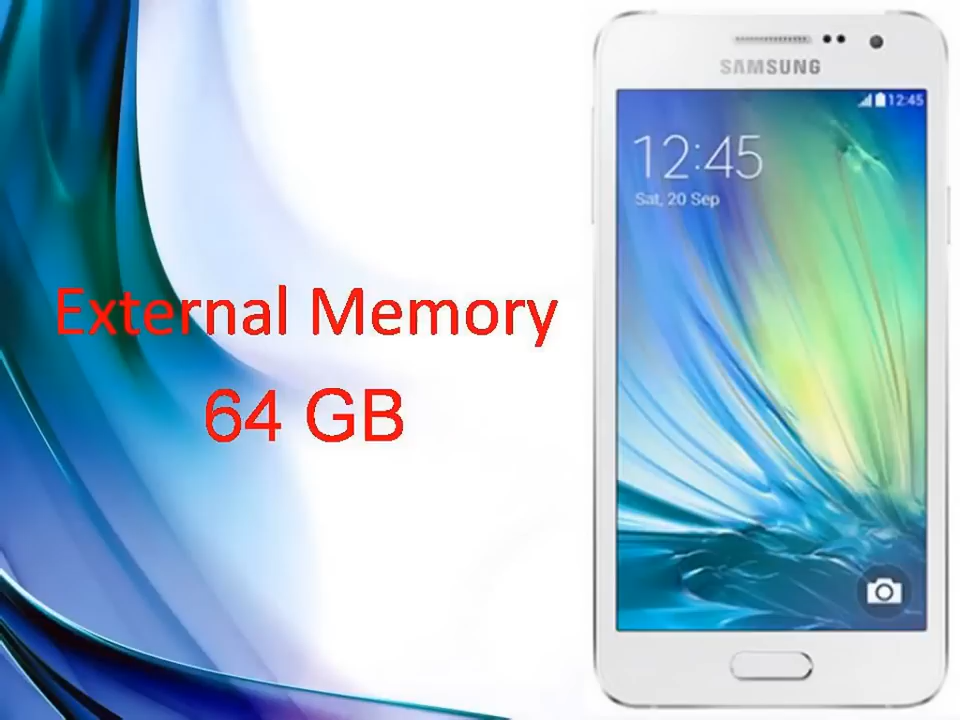 SAMSUNG
12:45
12:45
Sat, 20 Sep
External Memory
64 GB